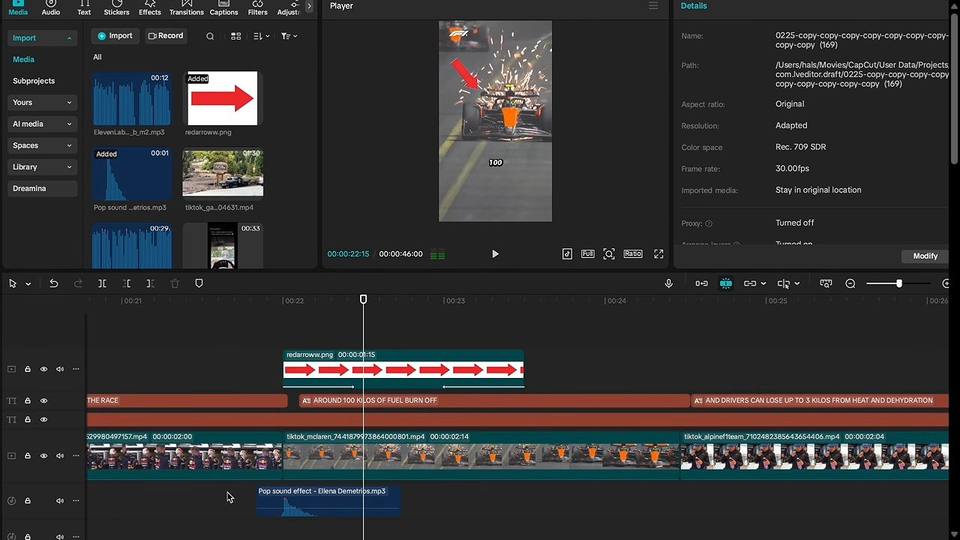 Media Audio Text Stickers Effects Transitions Captions Filters
Player
Details
Import
Media
Subprojects
Yours
AI media
Spaces
Library
Dreamina
Import Record
All
00:12
Added
ElevenLab..._b_m2.mp3
redarroww.png
Added 00:01
Pop sound ...etrios.mp3
tiktok_ga...04631.mp4
00:29
00:33
F1
100
00:00:22:15 / 00:00:46:00
Full
Ratio
Name:
0225-copy-copy-copy-copy-copy-copy-copy-
copy-copy (169)
Path:
/Users/hals/Movies/CapCut/User Data/Projects
com.lveditor.draft/0225-copy-copy-copy-copy-
copy-copy-copy-copy-copy (169)
Aspect ratio: Original
Resolution: Adapted
Color space Rec. 709 SDR
Frame rate: 30.00fps
Imported media: Stay in original location
Proxy: Turned off
Modify
00:21 00:22 00:23 00:24 00:25 00:26
redarroww.png 00:00:01:15
THE RACE
AROUND 100 KILOS OF FUEL BURN OFF
AND DRIVERS CAN LOSE UP TO 3 KILOS FROM HEAT AND DEHYDRATION
529980497157.mp4 00:00:02:00
tiktok_mclaren_7441879973864000801.mp4 00:00:02:14
tiktok_alpinef1team_7102482385643654406.mp4 00:00:02:04
Pop sound effect - Ellena Demetrios.mp3